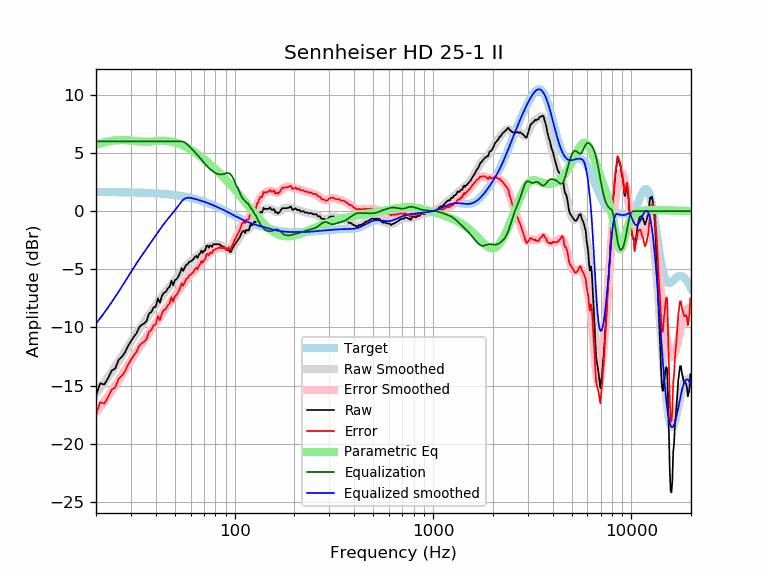 Sennheiser HD 25-1 II
Amplitude (dBr)
10
5
0
−5
−10
−15
−20
−25
Target
Raw Smoothed
Error Smoothed
Raw
Error
Parametric Eq
Equalization
Equalized smoothed
100
1000
10000
Frequency (Hz)